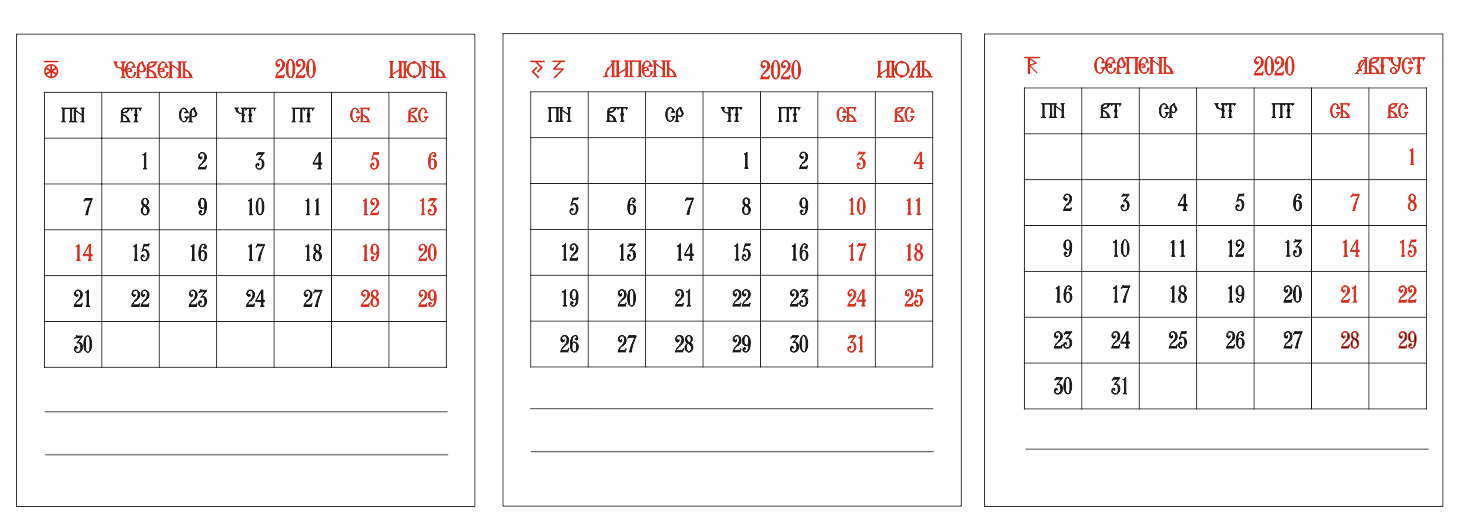 ЧЕРВЕНЬ 2020 ИЮНЬ
ПН ВТ СР ЧТ ПТ СБ ВС
1 2 3 4 5 6
7 8 9 10 11 12 13
14 15 16 17 18 19 20
21 22 23 24 27 28 29
30
ЛИПЕНЬ 2020 ИЮЛЬ
ПН ВТ СР ЧТ ПТ СБ ВС
1 2 3 4
5 6 7 8 9 10 11
12 13 14 15 16 17 18
19 20 21 22 23 24 25
26 27 28 29 30 31
СЕРПЕНЬ 2020 АВГУСТ
ПН ВТ СР ЧТ ПТ СБ ВС
1
2 3 4 5 6 7 8
9 10 11 12 13 14 15
16 17 18 19 20 21 22
23 24 25 26 27 28 29
30 31